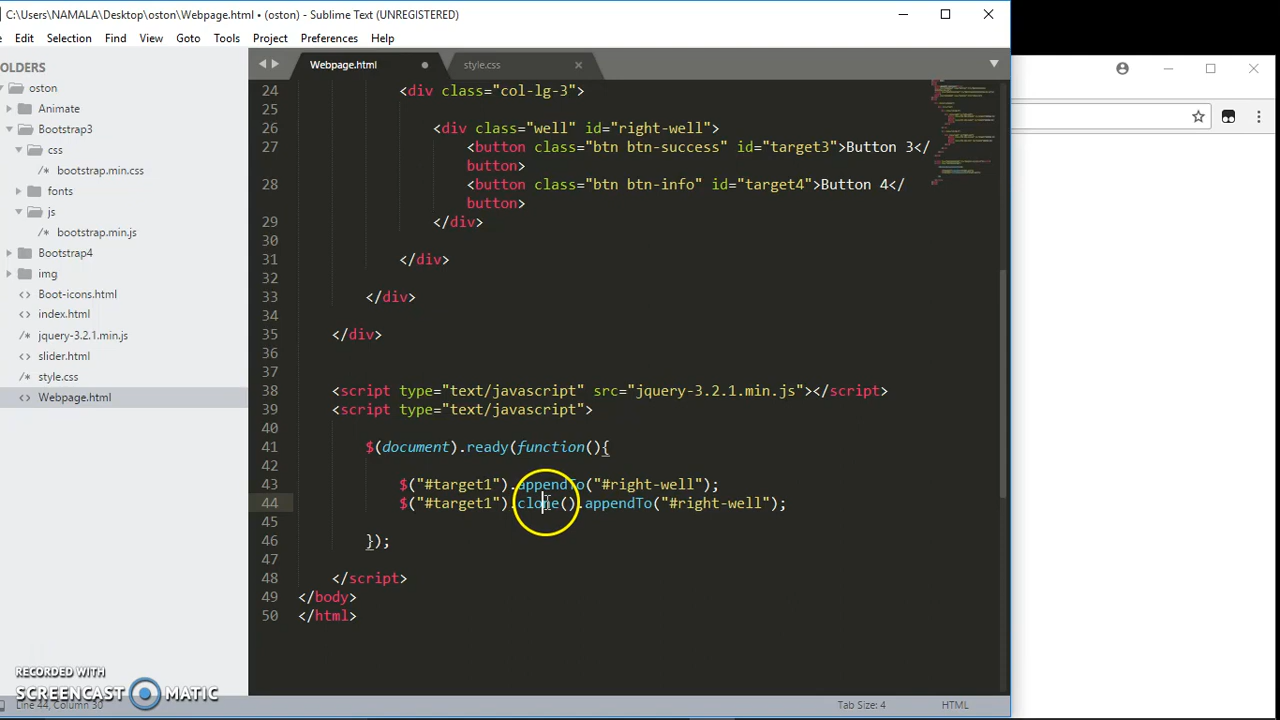 C:\Users\NAMALA\Desktop\oston\Webpage.html • (oston) - Sublime Text (UNREGISTERED)
Edit Selection Find View Goto Tools Project Preferences Help
OLDERS
oston
Animate
Bootstrap3
css
bootstrap.min.css
fonts
js
bootstrap.min.js
Bootstrap4
img
Boot-icons.html
index.html
jquery-3.2.1.min.js
slider.html
style.css
Webpage.html
Webpage.html style.css
24 <div class="col-lg-3">
25
26 <div class="well" id="right-well">
27 <button class="btn btn-success" id="target3">Button 3</
button>
28 <button class="btn btn-info" id="target4">Button 4</
button>
29 </div>
30
31 </div>
32
33 </div>
34
35 </div>
36
37
38 <script type="text/javascript" src="jquery-3.2.1.min.js"></script>
39 <script type="text/javascript">
40
41 $(document).ready(function(){
42
43 $("#target1").appendTo("#right-well");
44 $("#target1").clone().appendTo("#right-well");
45
46 });
47
48 </script>
49 </body>
50 </html>
RECORDED WITH
SCREENCAST MATIC
Line 44, Column 30 Tab Size: 4 HTML